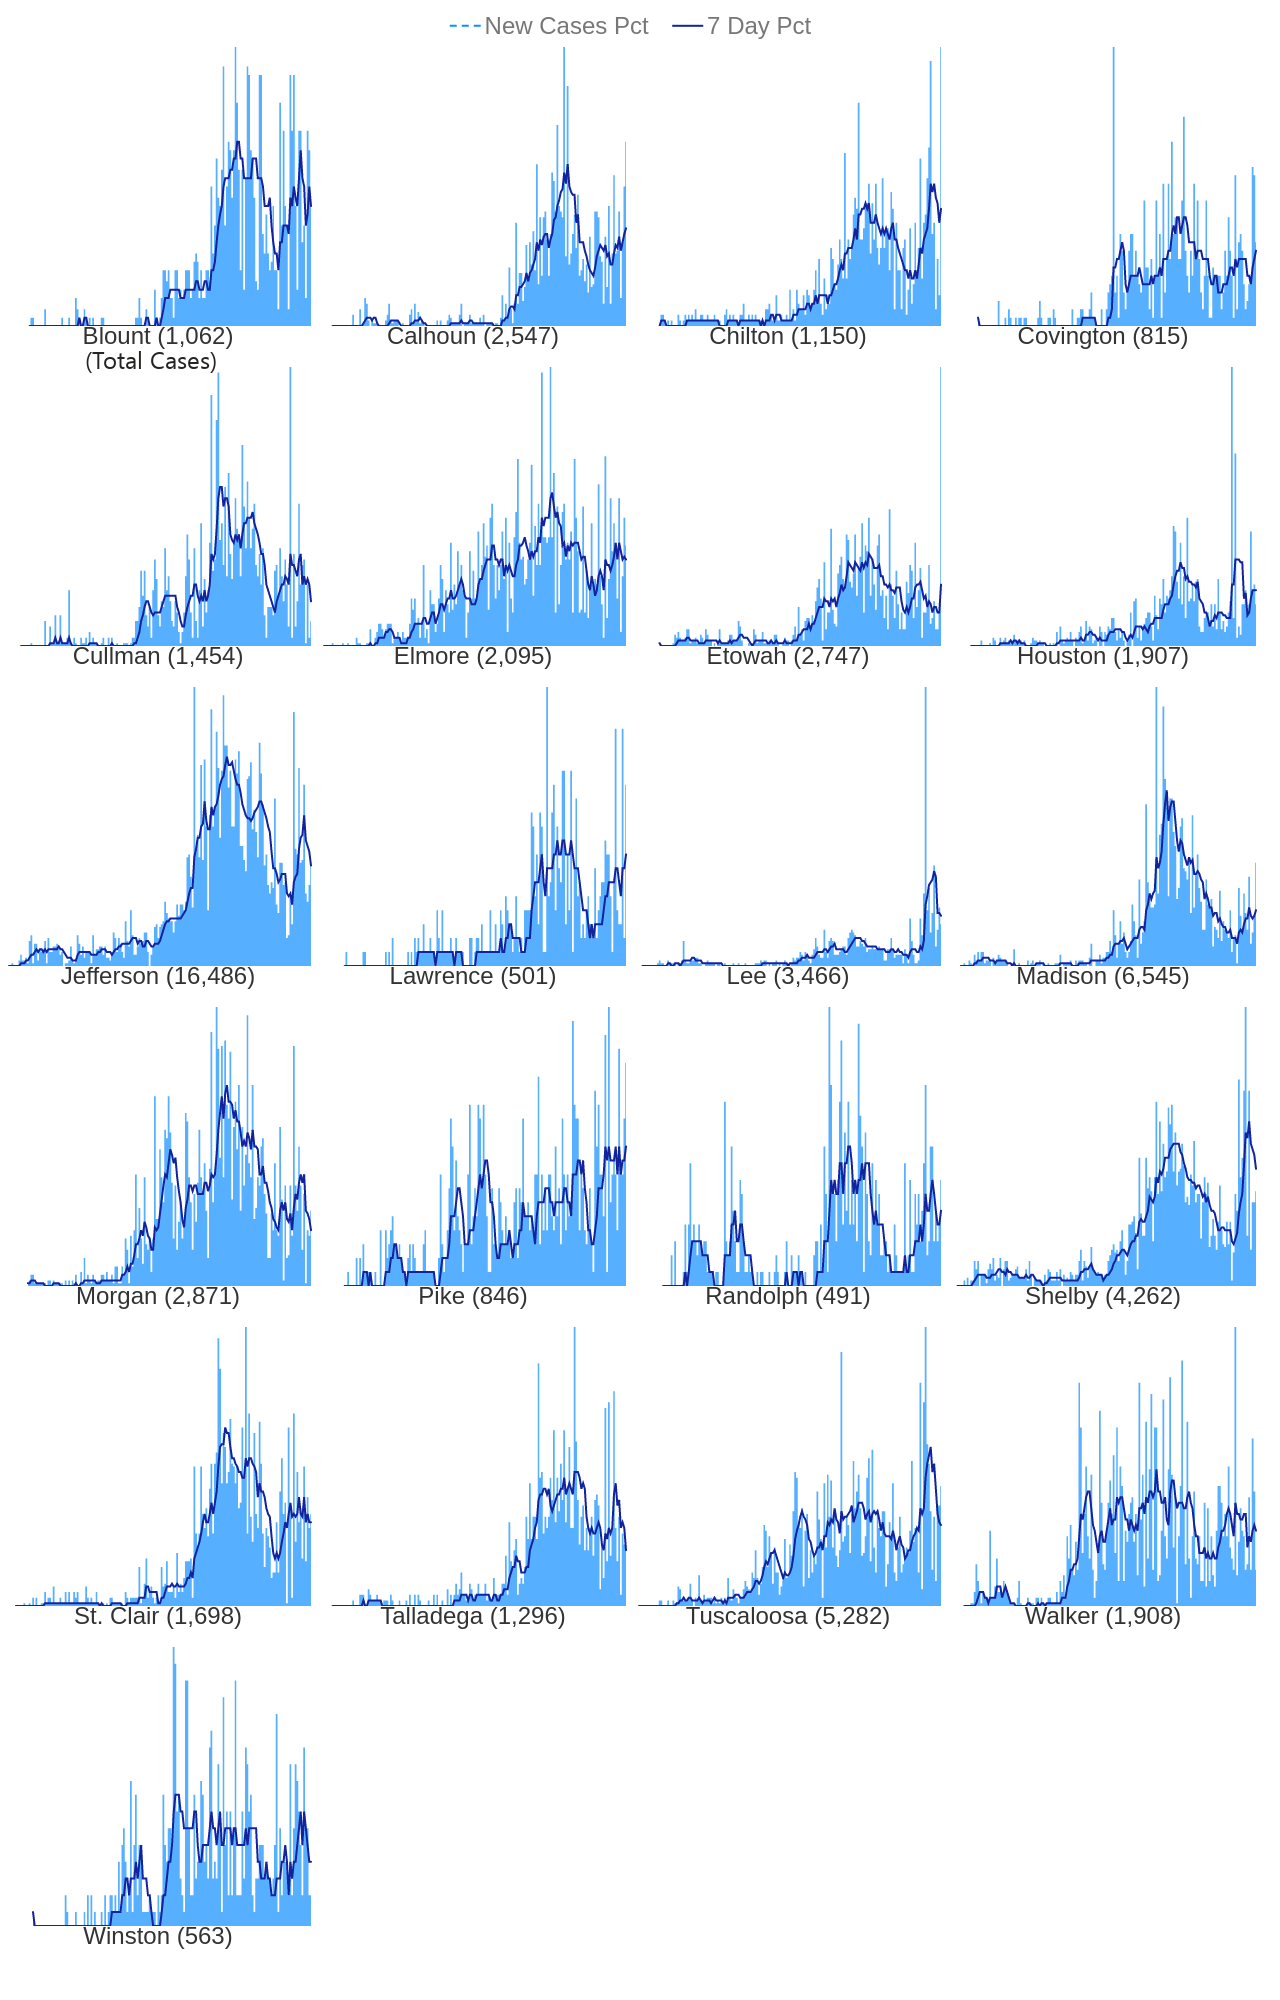 New Cases Pct 7 Day Pct
Blount (1,062) Calhoun (2,547) Chilton (1,150) Covington (815)
(Total Cases)
Cullman (1,454) Elmore (2,095) Etowah (2,747) Houston (1,907)
Jefferson (16,486) Lawrence (501) Lee (3,466) Madison (6,545)
Morgan (2,871) Pike (846) Randolph (491) Shelby (4,262)
St. Clair (1,698) Talladega (1,296) Tuscaloosa (5,282) Walker (1,908)
Winston (563)